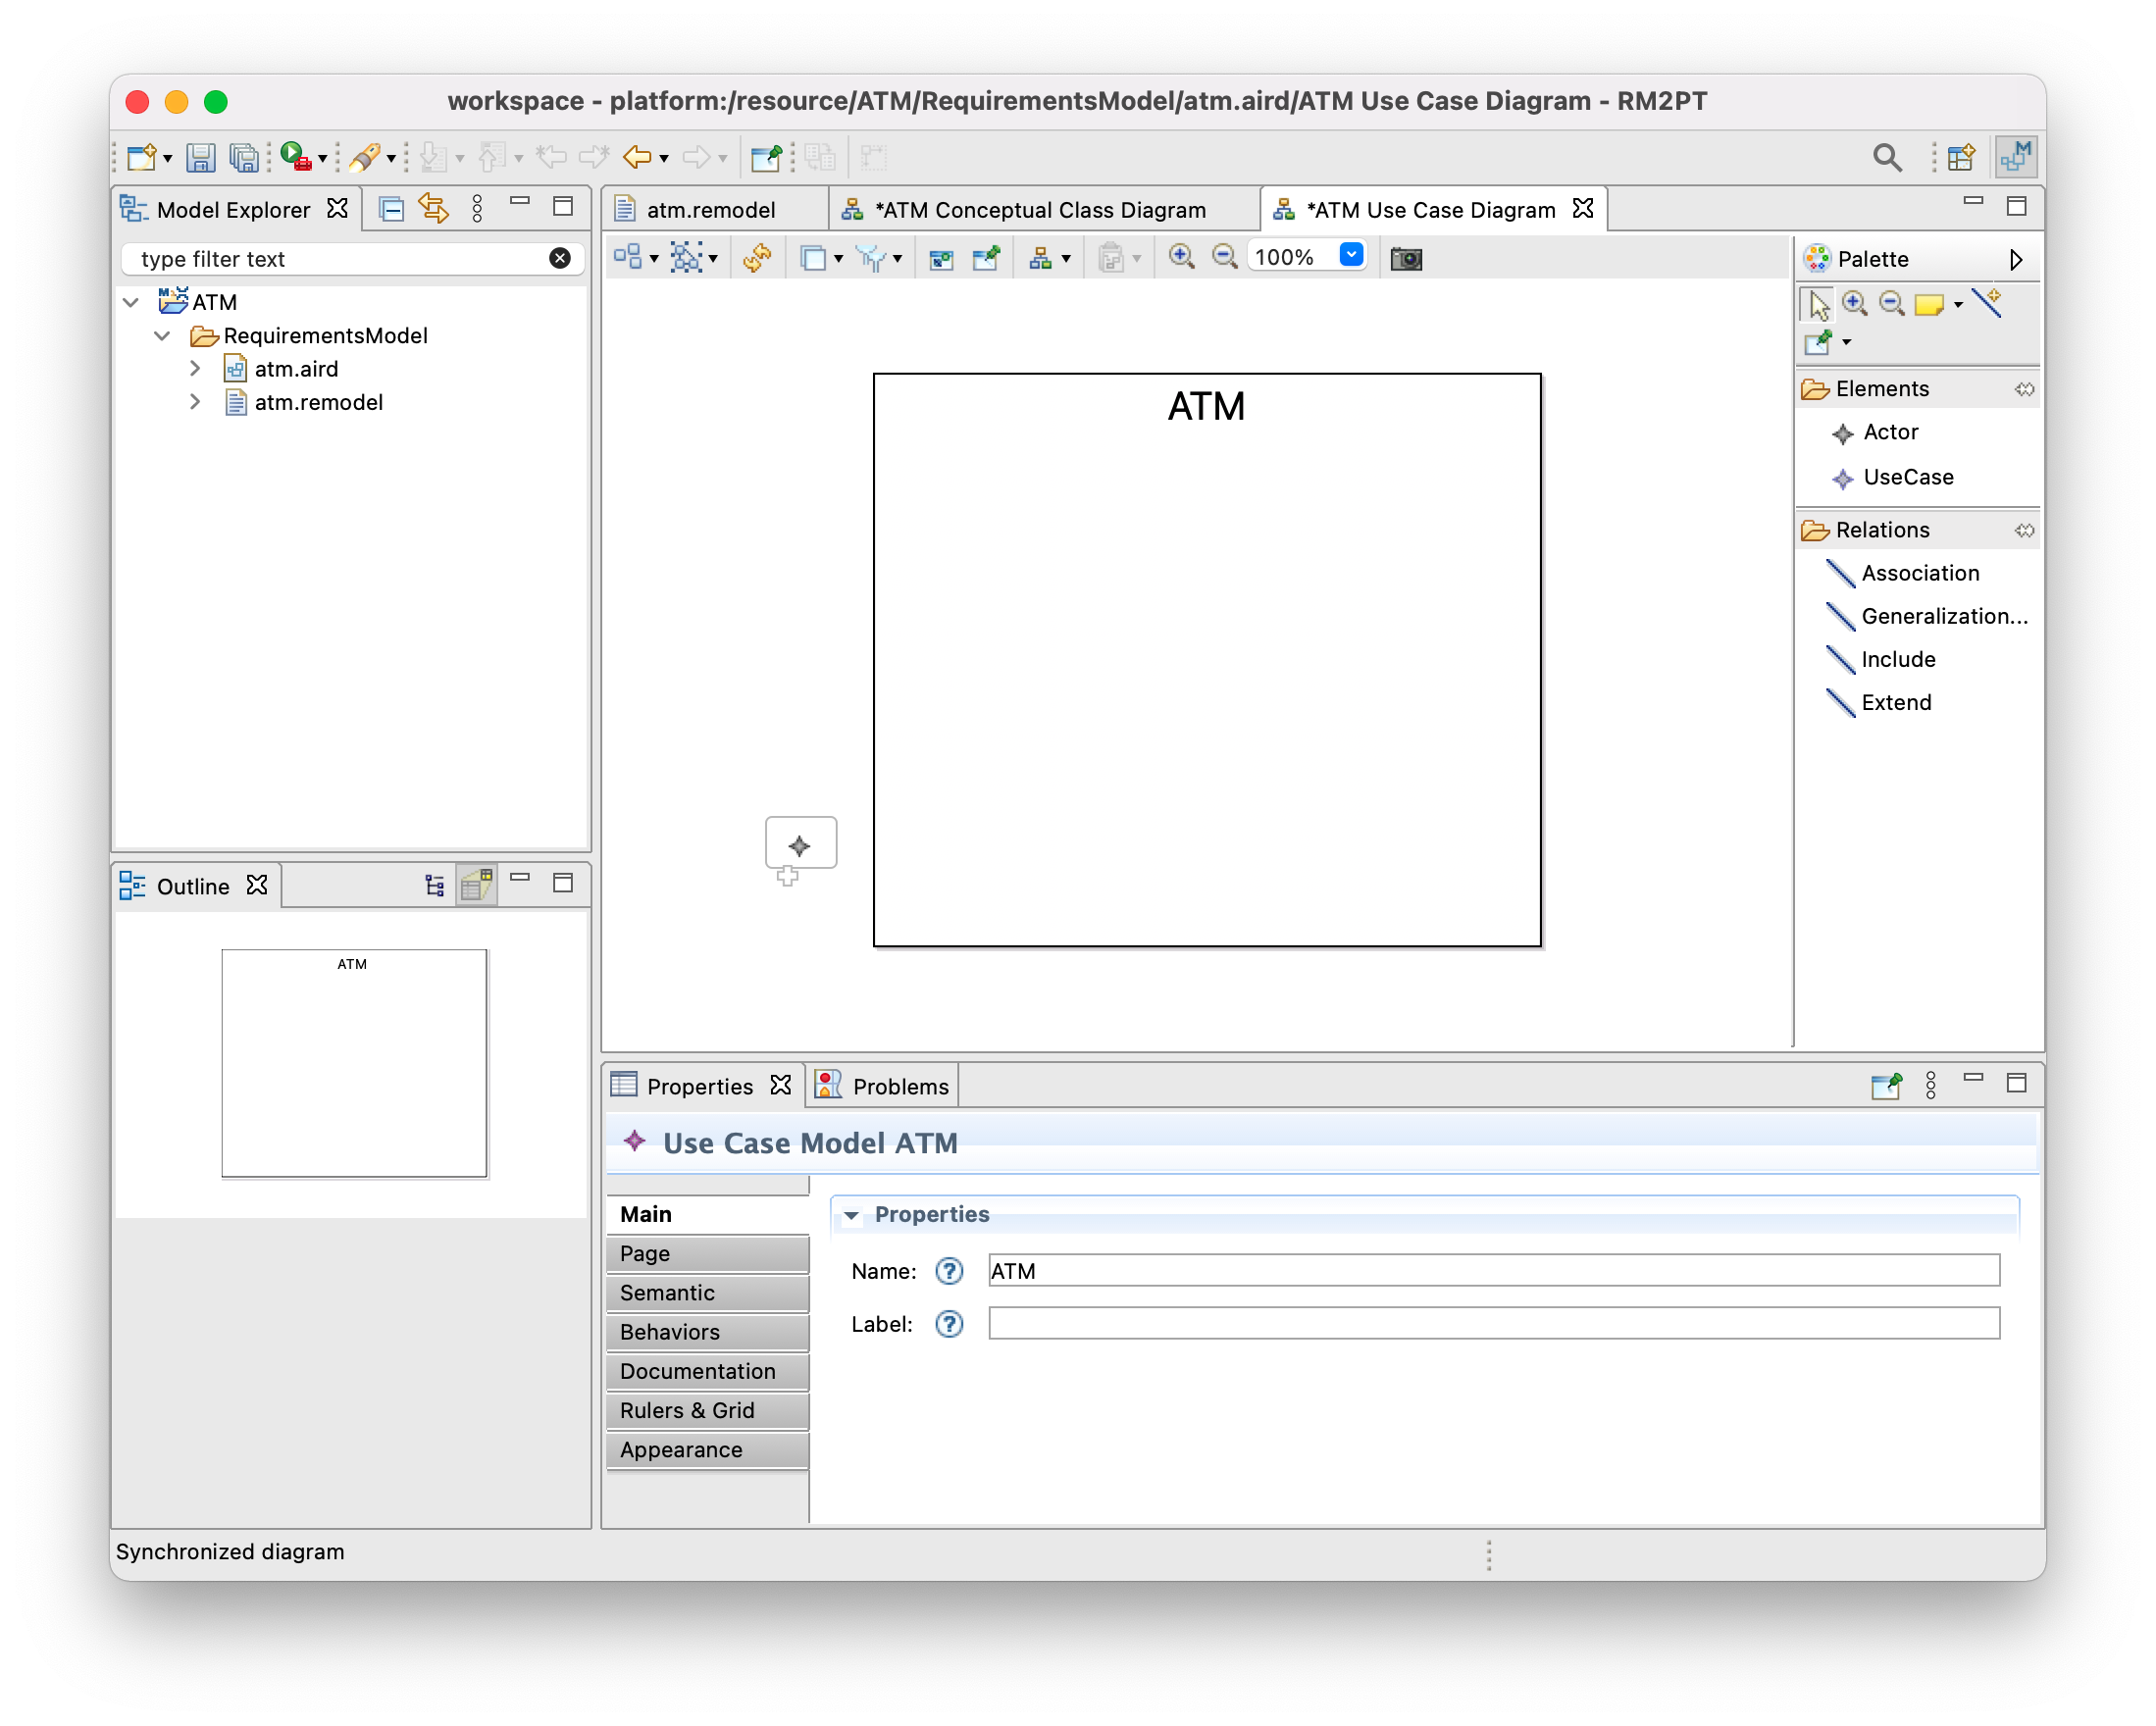 workspace - platform:/resource/ATM/RequirementsModel/atm.aird/ATM Use Case Diagram - RM2PT
M
Model Explorer
type filter text
ATM
RequirementsModel
atm.aird
atm.remodel
atm.remodel
*ATM Conceptual Class Diagram
*ATM Use Case Diagram
100%
ATM
Palette
Elements
Actor
UseCase
Relations
Association
Generalization...
Include
Extend
Outline
ATM
Properties
Problems
Use Case Model ATM
Main
Page
Semantic
Behaviors
Documentation
Rulers & Grid
Appearance
Properties
Name: ? ATM
Label: ?
Synchronized diagram